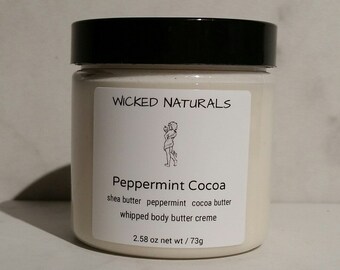 WICKED NATURALS
Peppermint Cocoa
shea butter peppermint cocoa butter
whipped body butter creme
2.58 oz net wt / 73g